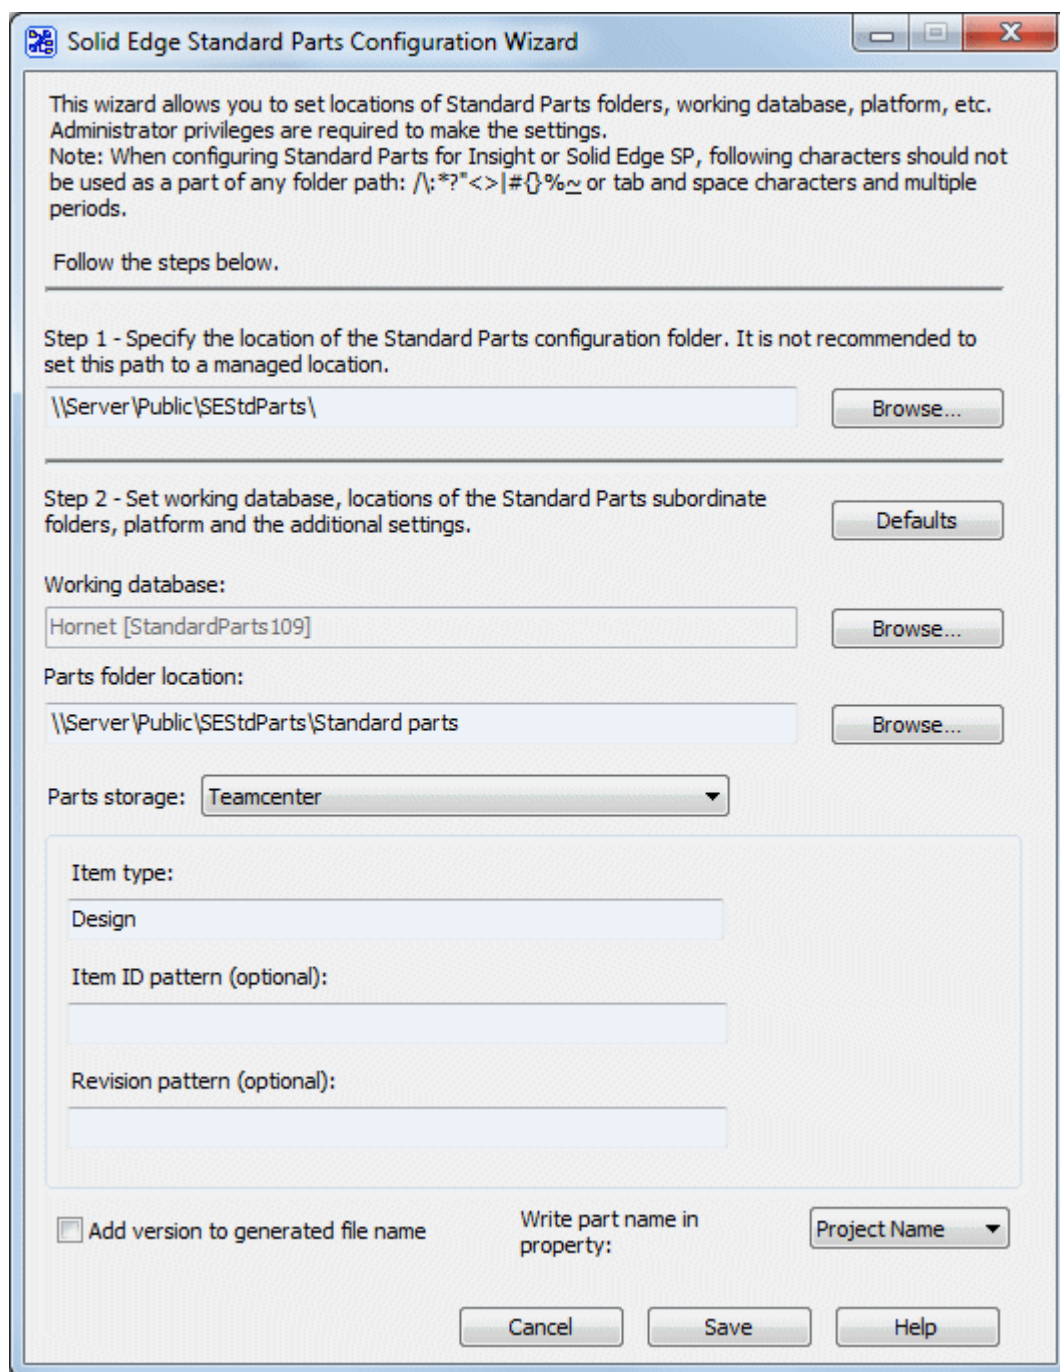 Solid Edge Standard Parts Configuration Wizard
This wizard allows you to set locations of Standard Parts folders, working database, platform, etc.
Administrator privileges are required to make the settings.
Note: When configuring Standard Parts for Insight or Solid Edge SP, following characters should not
be used as a part of any folder path: /\:*?"<>|#{}%~ or tab and space characters and multiple
periods.
Follow the steps below.
Step 1 - Specify the location of the Standard Parts configuration folder. It is not recommended to
set this path to a managed location.
\\Server\Public\SEStdParts\
Browse...
Step 2 - Set working database, locations of the Standard Parts subordinate
folders, platform and the additional settings.
Defaults
Working database:
Hornet [StandardParts109]
Browse...
Parts folder location:
\\Server\Public\SEStdParts\Standard parts
Browse...
Parts storage: Teamcenter
Item type:
Design
Item ID pattern (optional):
Revision pattern (optional):
Add version to generated file name
Write part name in
property:
Project Name
Cancel Save Help